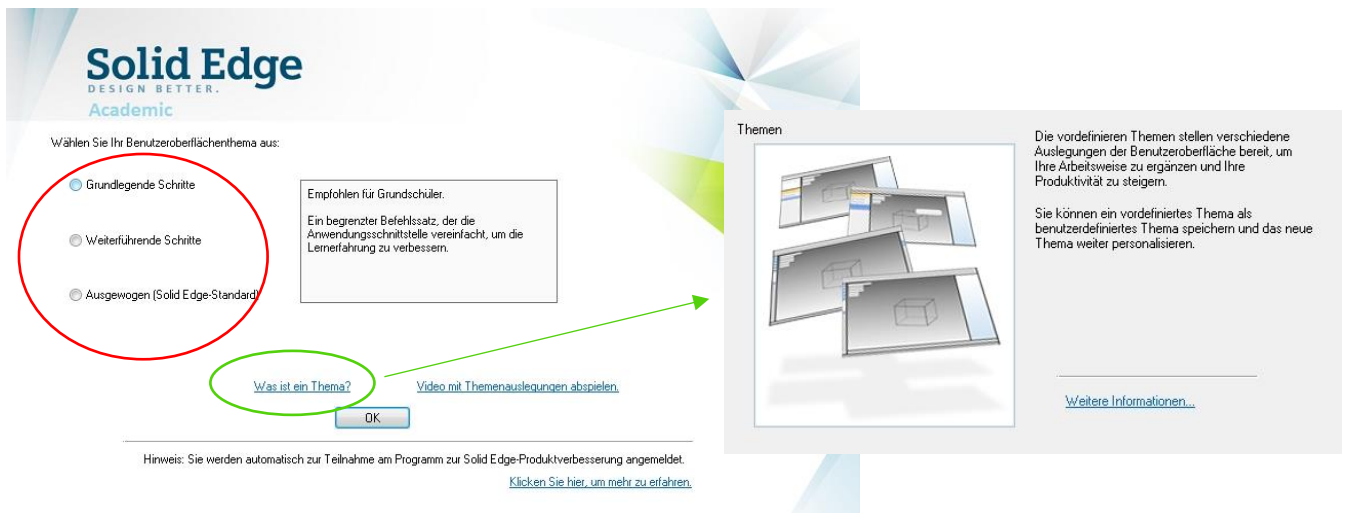 Solid Edge
DESIGN BETTER.
Academic
Wählen Sie Ihr Benutzeroberflächenthema aus:
Grundlegende Schritte
Weiterführende Schritte
Ausgewogen (Solid Edge-Standard)
Empfohlen für Grundschüler.
Ein begrenzter Befehlssatz, der die
Anwendungsschnittstelle vereinfacht, um die
Lernerfahrung zu verbessern.
Was ist ein Thema?
Video mit Themenauslegungen abspielen.
OK
Hinweis: Sie werden automatisch zur Teilnahme am Programm zur Solid Edge-Produktverbesserung angemeldet.
Klicken Sie hier, um mehr zu erfahren.
Themen
Die vordefinieren Themen stellen verschiedene
Auslegungen der Benutzeroberfläche bereit, um
Ihre Arbeitsweise zu ergänzen und Ihre
Produktivität zu steigern.
Sie können ein vordefiniertes Thema als
benutzerdefiniertes Thema speichern und das neue
Thema weiter personalisieren.
Weitere Informationen...